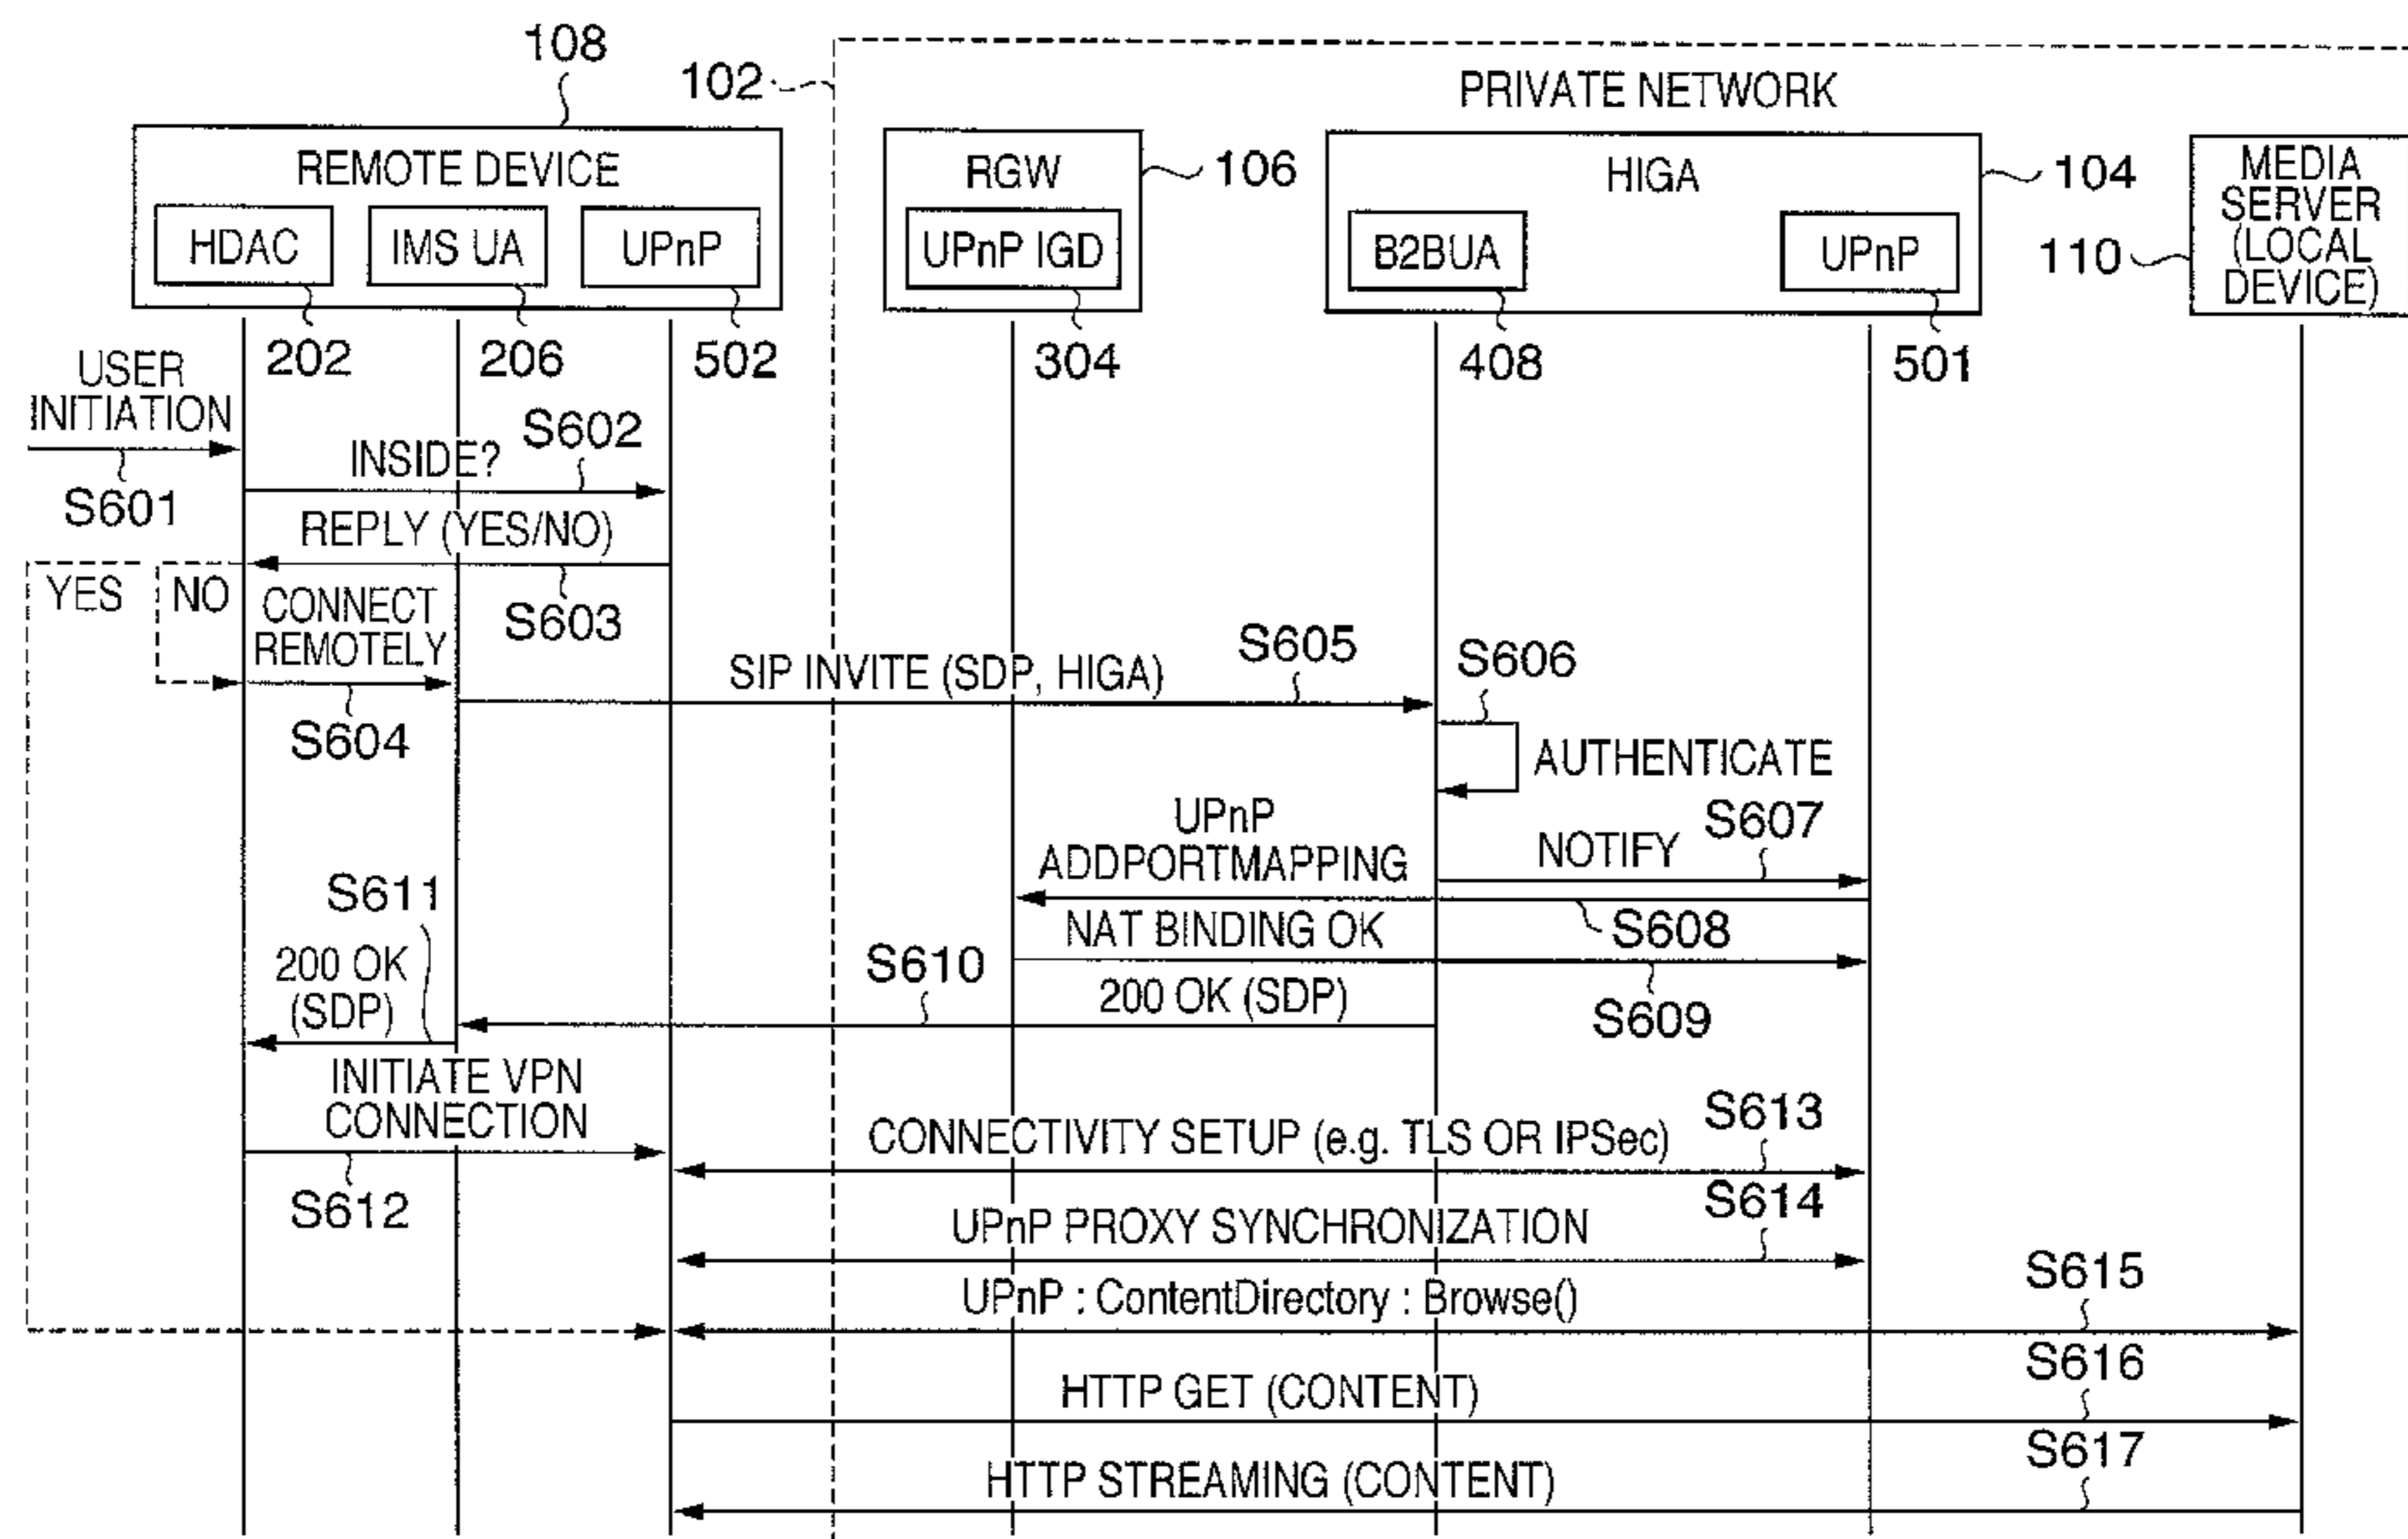 108
102
PRIVATE NETWORK
REMOTE DEVICE
HDAC
IMS UA
UPnP
RGW
UPnP IGD
106
HIGA
B2BUA
UPnP
104
110
MEDIA
SERVER
(LOCAL
DEVICE)
202
206
502
304
408
501
USER
INITIATION
S601
INSIDE?
S602
REPLY (YES/NO)
S603
YES
NO
CONNECT
REMOTELY
S604
SIP INVITE (SDP, HIGA)
S605
S606
AUTHENTICATE
NOTIFY
S607
UPnP
ADDPORTMAPPING
S608
NAT BINDING OK
S609
200 OK (SDP)
S610
S611
200 OK
(SDP)
INITIATE VPN
CONNECTION
S612
CONNECTIVITY SETUP (e.g. TLS OR IPSec)
S613
UPnP PROXY SYNCHRONIZATION
S614
UPnP : ContentDirectory : Browse()
S615
HTTP GET (CONTENT)
S616
HTTP STREAMING (CONTENT)
S617